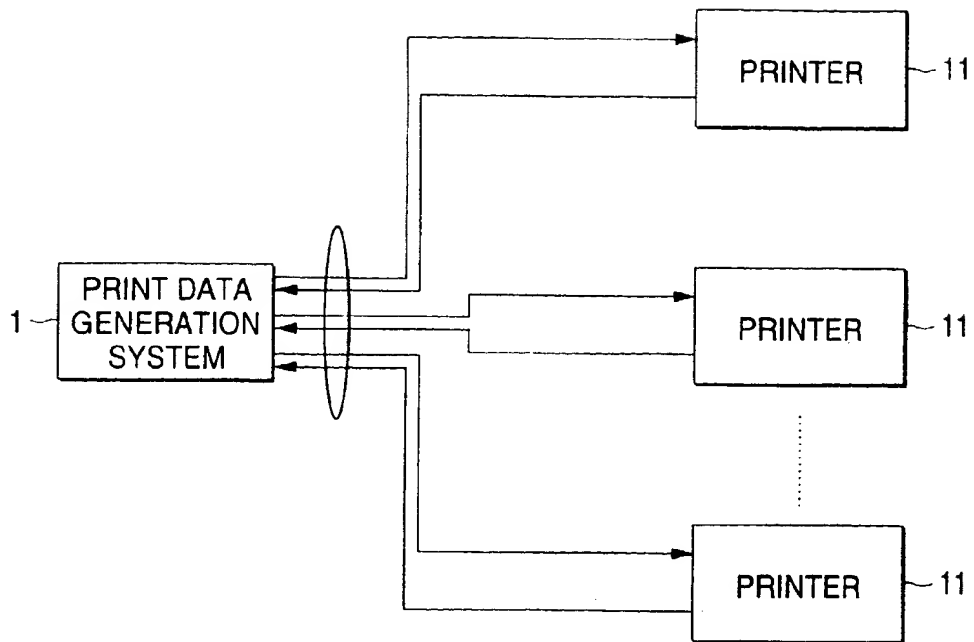 PRINTER
11
1
PRINT DATA
GENERATION
SYSTEM
PRINTER
11
PRINTER
11